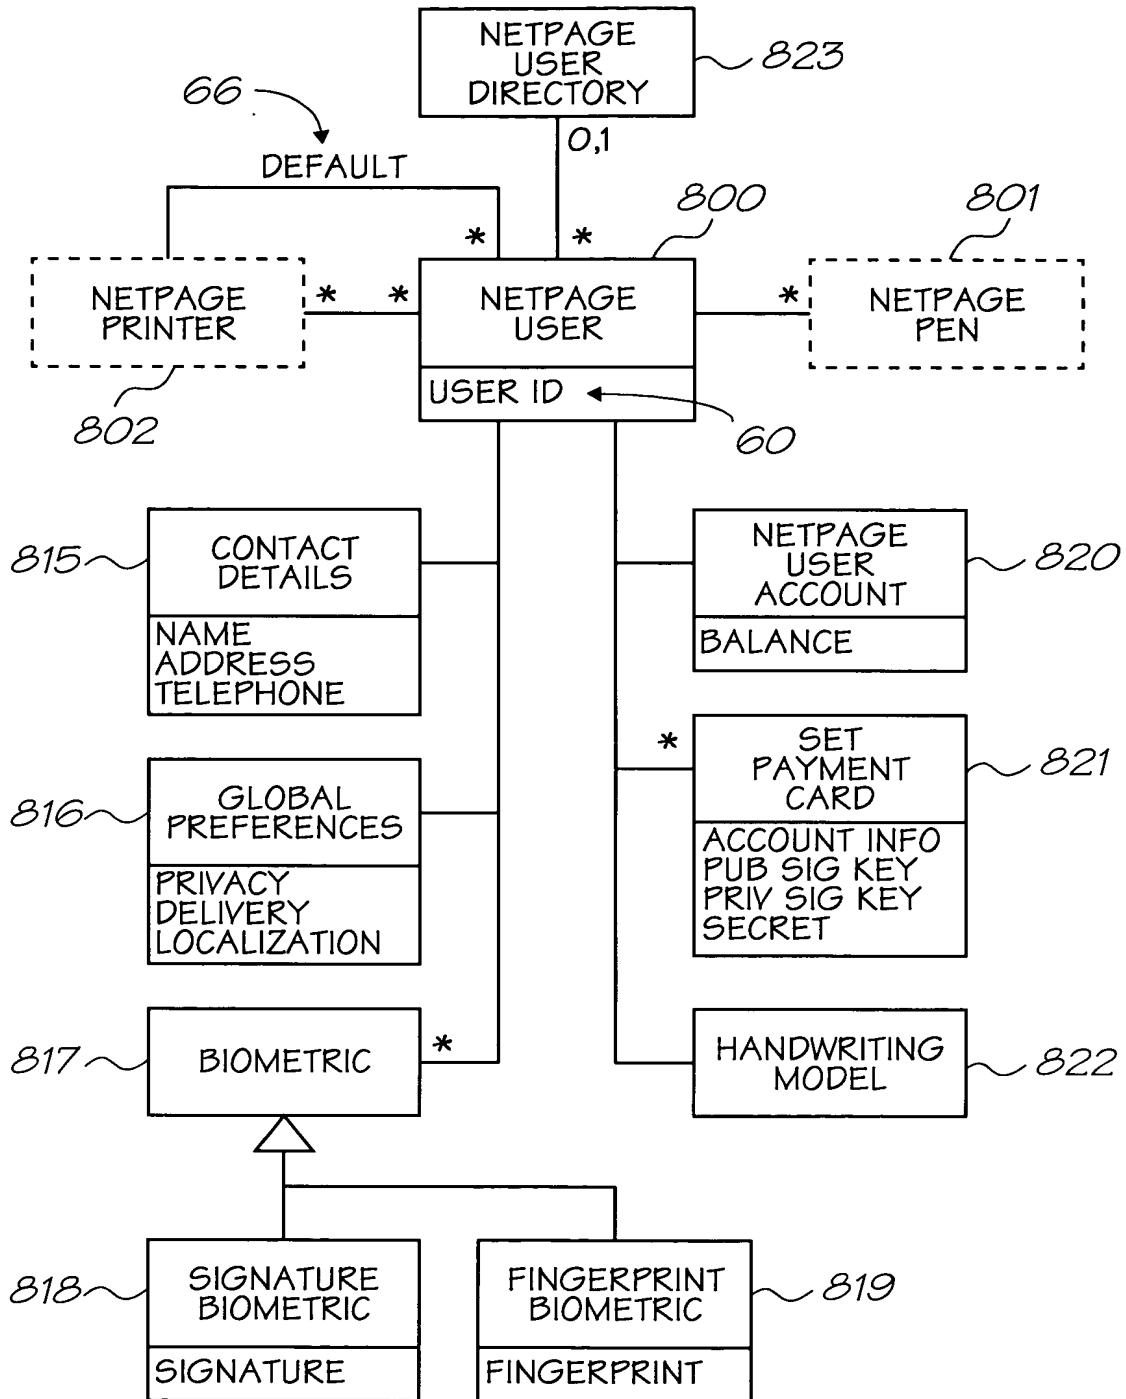 NETPAGE
USER
DIRECTORY
823
66
0,1
DEFAULT
800
801
*
*
NETPAGE
PRINTER
*
*
NETPAGE
USER
*
NETPAGE
PEN
USER ID
802
60
815
CONTACT
DETAILS
NAME
ADDRESS
TELEPHONE
NETPAGE
USER
ACCOUNT
820
BALANCE
816
GLOBAL
PREFERENCES
PRIVACY
DELIVERY
LOCALIZATION
*
SET
PAYMENT
CARD
821
ACCOUNT INFO
PUB SIG KEY
PRIV SIG KEY
SECRET
817
BIOMETRIC
*
HANDWRITING
MODEL
822
818
SIGNATURE
BIOMETRIC
SIGNATURE
FINGERPRINT
BIOMETRIC
819
FINGERPRINT